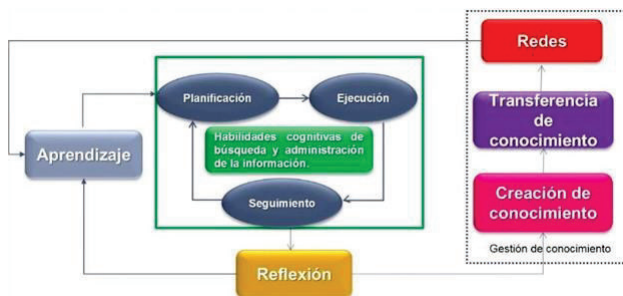 Redes
Planificación
Ejecución
Transferencia
de
conocimiento
Habilidades cognitivas de
búsqueda y administración
de la información.
Aprendizaje
Creación de
conocimiento
Seguimiento
Gestión de conocimiento
Reflexión